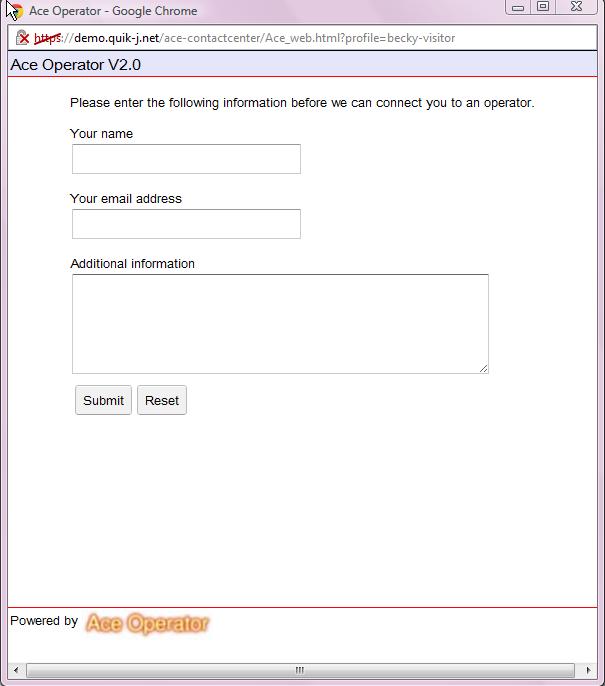 Ace Operator - Google Chrome
https://demo.quik-j.net/ace-contactcenter/Ace_web.html?profile=becky-visitor
Ace Operator V2.0
Please enter the following information before we can connect you to an operator.
Your name
Your email address
Additional information
Submit Reset
Powered by Ace Operator